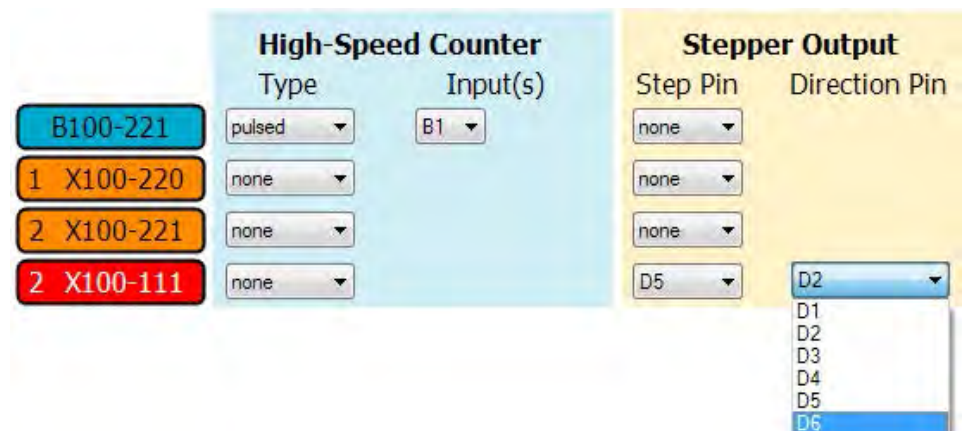 High-Speed Counter Stepper Output
Type Input(s) Step Pin Direction Pin
B100-221 pulsed B1 none
1 X100-220 none none
2 X100-221 none none
2 X100-111 none D5 D2
D1
D2
D3
D4
D5
D6